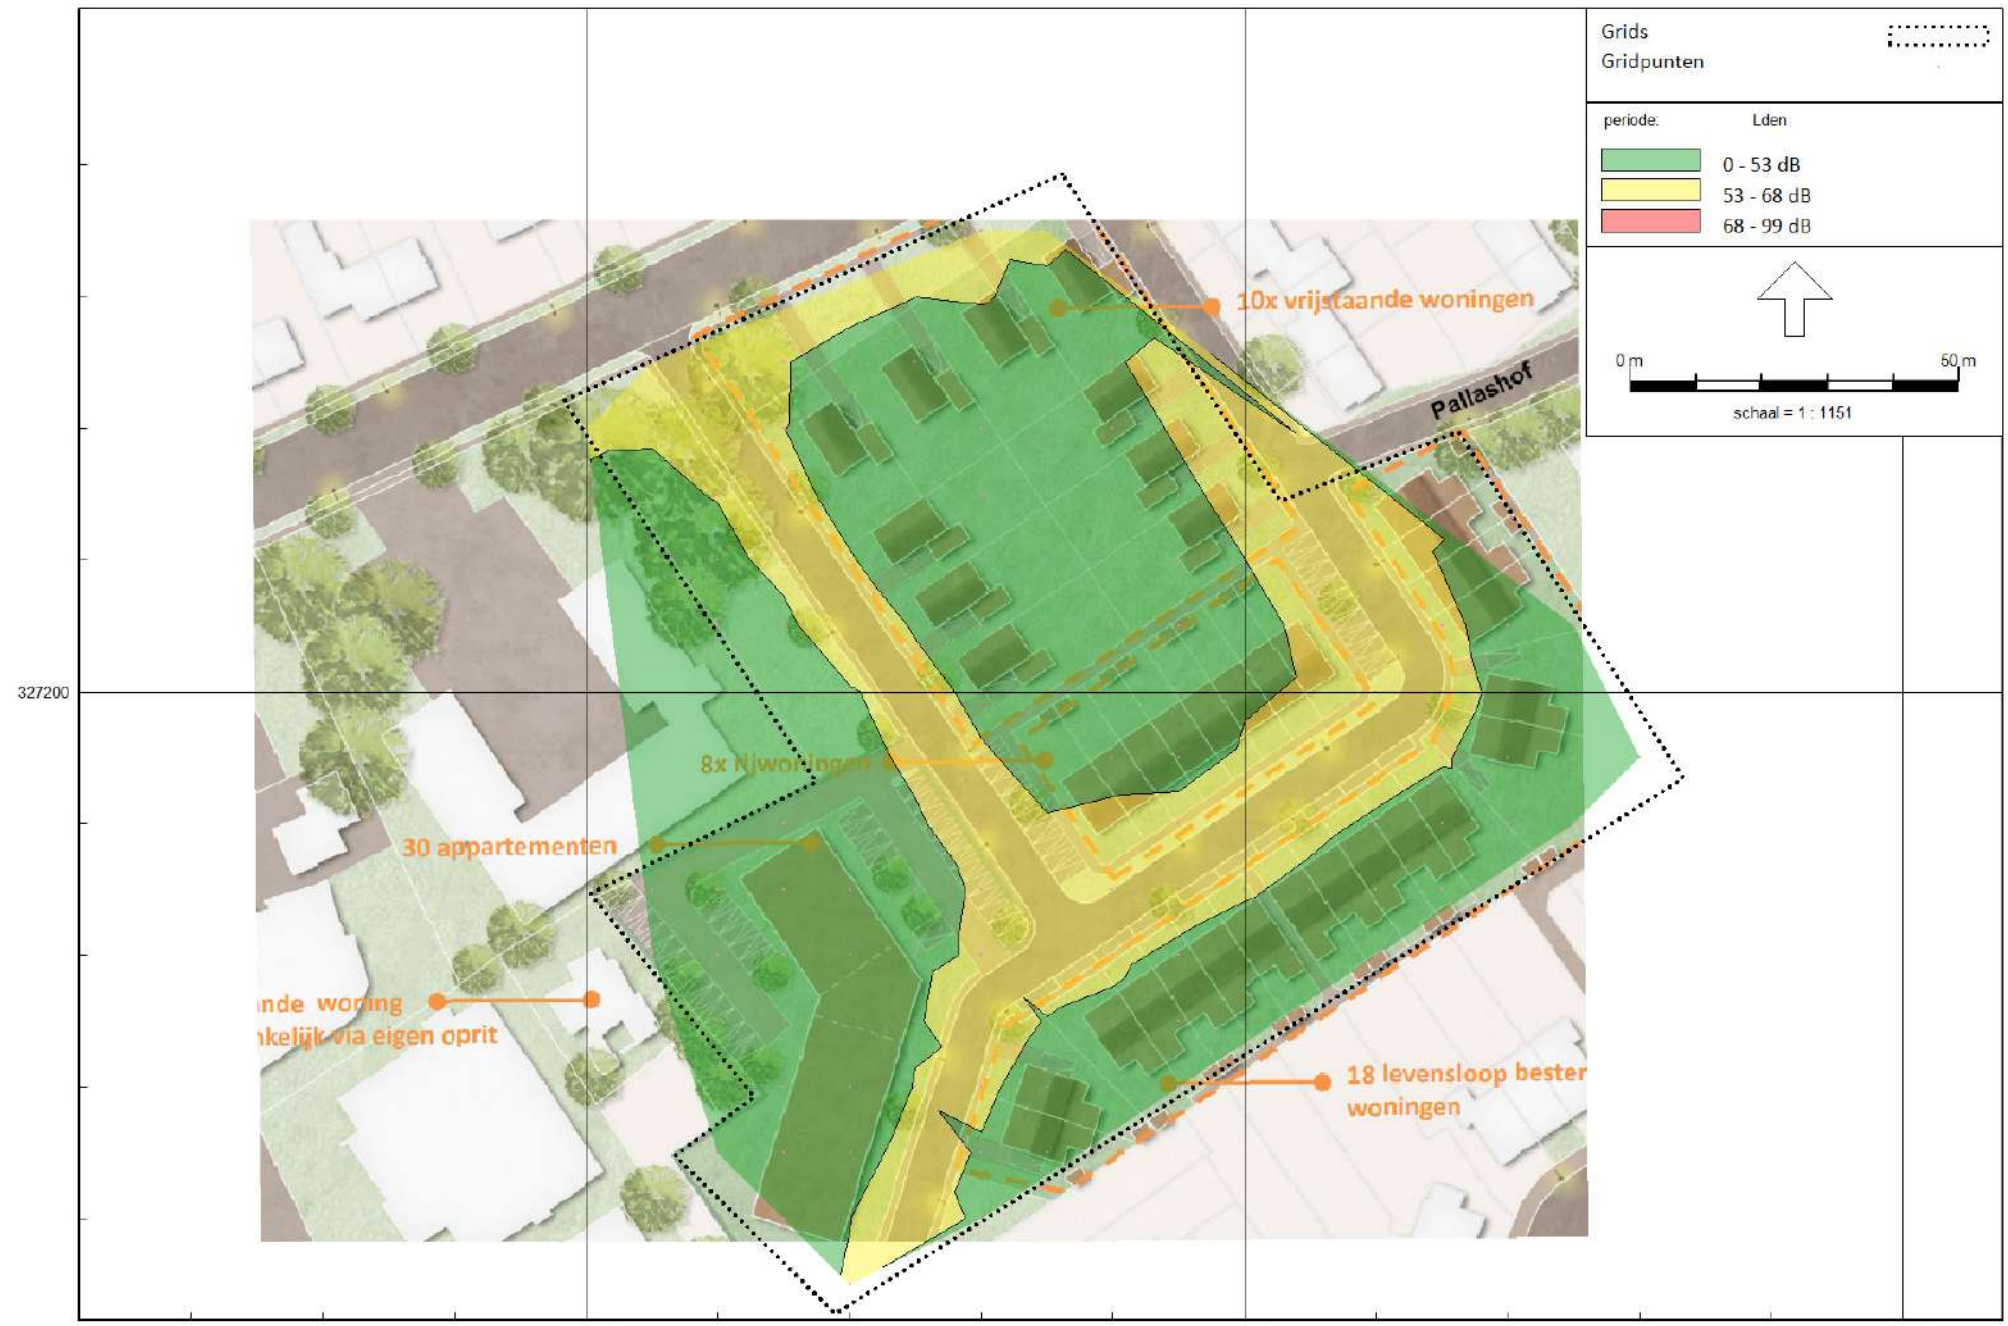 Grids
Gridpunten
periode: Lden
0 - 53 dB
53 - 68 dB
68 - 99 dB
0 m 50 m
schaal = 1 : 1151
10x vrijstaande woningen
Pallashof
327200
8x rijwoningen
30 appartementen
ande woning
nkelijk via eigen oprit
18 levensloop bester
woningen